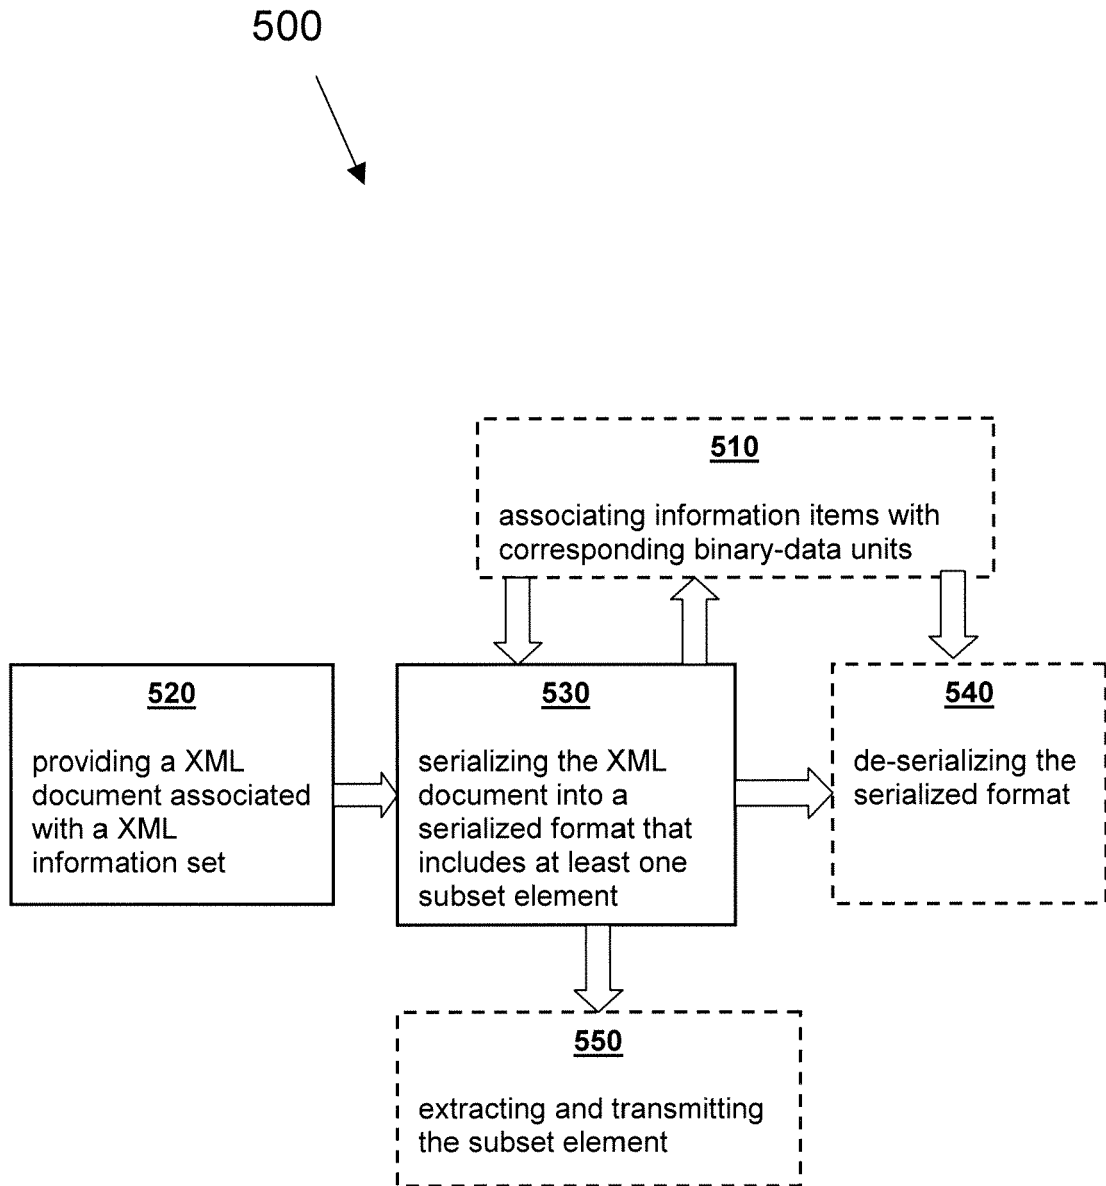 500
510
associating information items with
corresponding binary-data units
520
providing a XML
document associated
with a XML
information set
530
serializing the XML
document into a
serialized format that
includes at least one
subset element
540
de-serializing the
serialized format
550
extracting and transmitting
the subset element